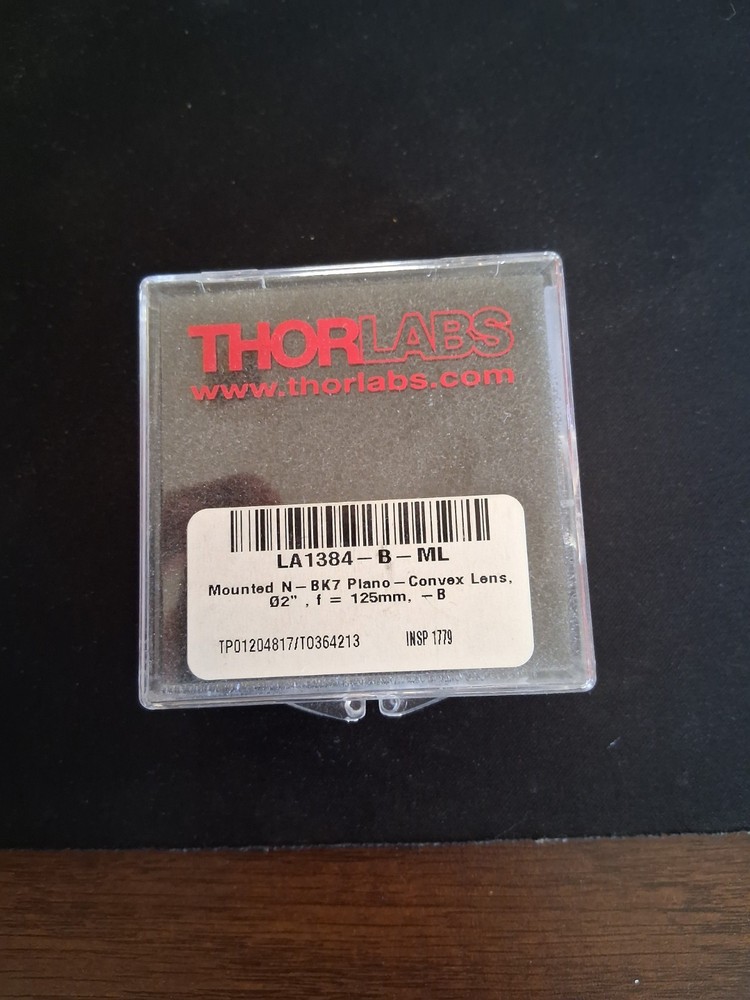 THORLABS
www.thorlabs.com
LA1384-B-ML
Mounted N-BK7 Plano-Convex Lens,
Ø2" , f = 125mm, -B
TP01204817/T0364213 INSP 1779